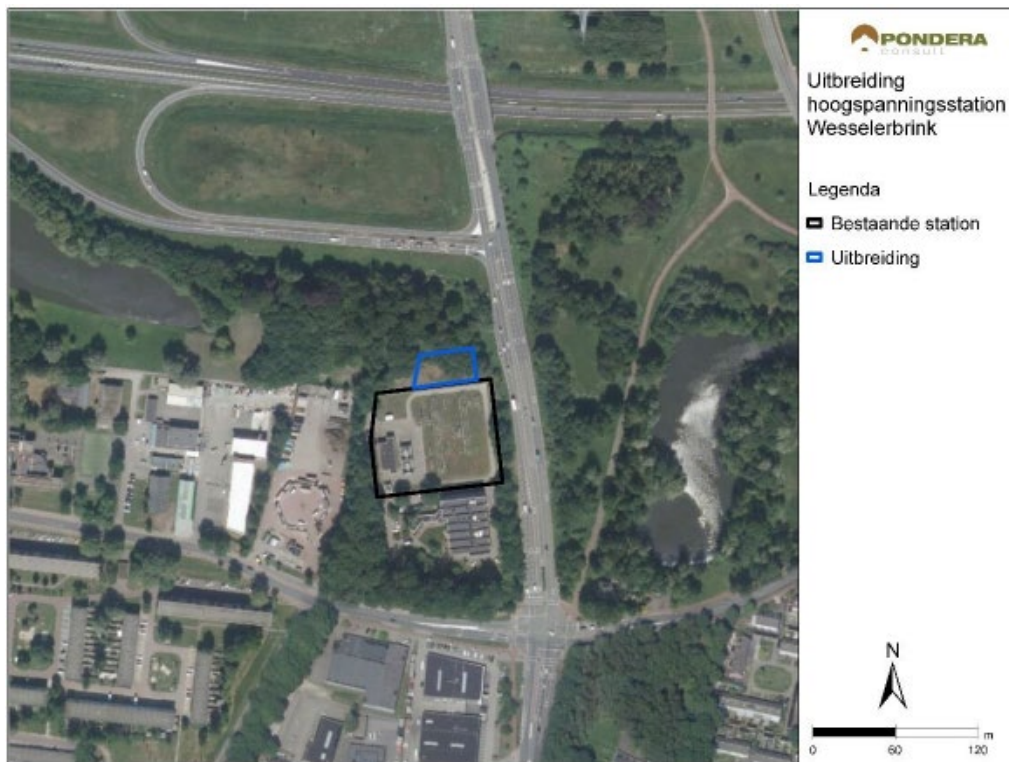 PONDERA
consult
Uitbreiding
hoogspanningsstation
Wesselerbrink
Legenda
Bestaande station
Uitbreiding
N
0 60 120 m